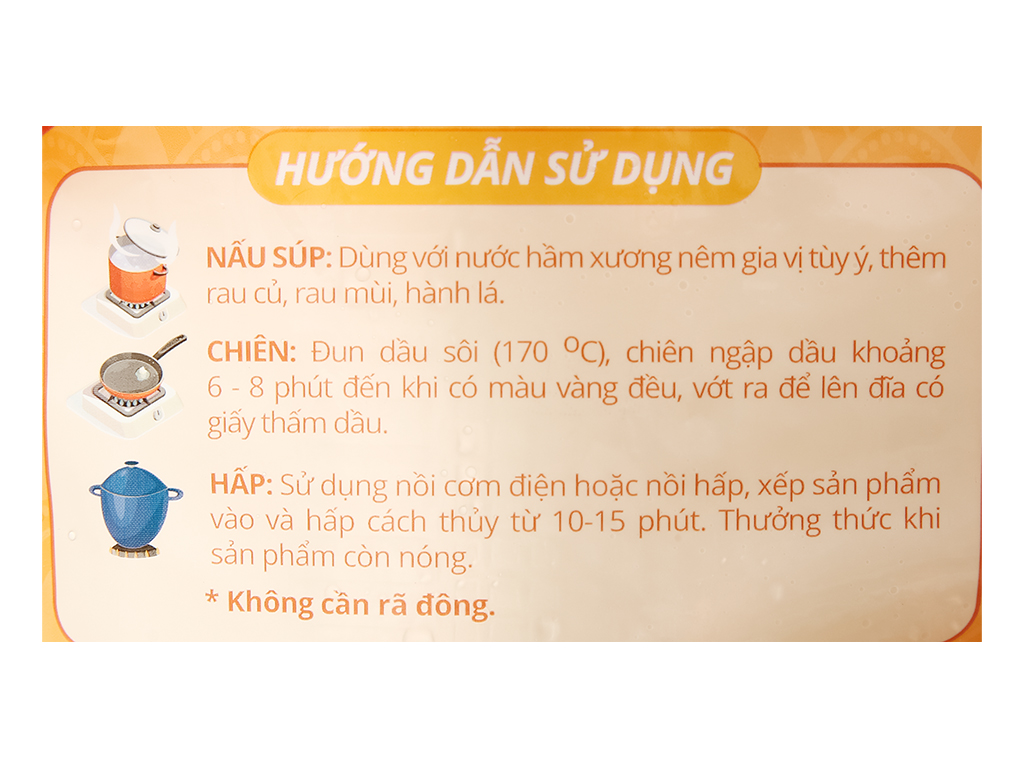 HƯỚNG DẪN SỬ DỤNG
NẤU SÚP: Dùng với nước hầm xương nêm gia vị tùy ý, thêm
rau củ, rau mùi, hành lá.
CHIÊN: Đun dầu sôi (170 ºC), chiên ngập dầu khoảng
6 - 8 phút đến khi có màu vàng đều, vớt ra để lên đĩa có
giấy thấm dầu.
HẤP: Sử dụng nồi cơm điện hoặc nồi hấp, xếp sản phẩm
vào và hấp cách thủy từ 10-15 phút. Thưởng thức khi
sản phẩm còn nóng.
* Không cần rã đông.